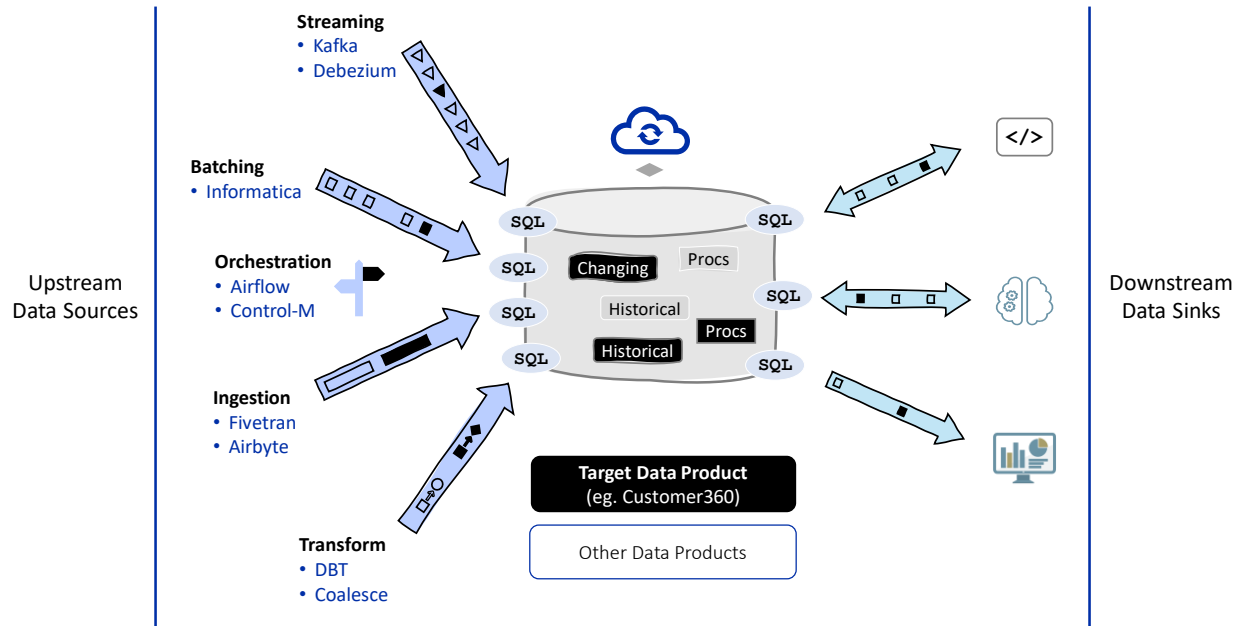 Streaming
• Kafka
• Debezium
</>
Batching
• Informatica
SQL
SQL
Orchestration
• Airflow
• Control-M
SQL
Changing
Procs
Upstream
Data Sources
Downstream
Data Sinks
SQL
Historical
SQL
Procs
Historical
SQL
SQL
Ingestion
• Fivetran
• Airbyte
Target Data Product
(eg. Customer360)
Transform
• DBT
• Coalesce
Other Data Products